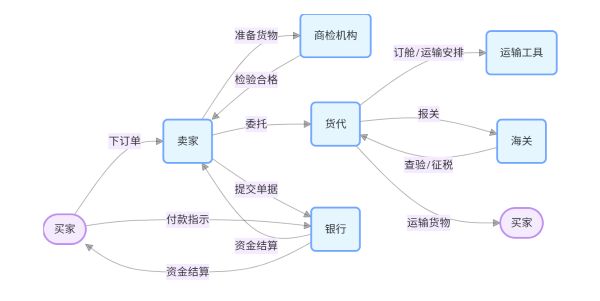 准备货物
商检机构
订舱/运输安排
运输工具
检验合格
下订单
卖家
委托
货代
报关
海关
查验/征税
提交单据
买家
付款指示
银行
运输货物
买家
资金结算
资金结算